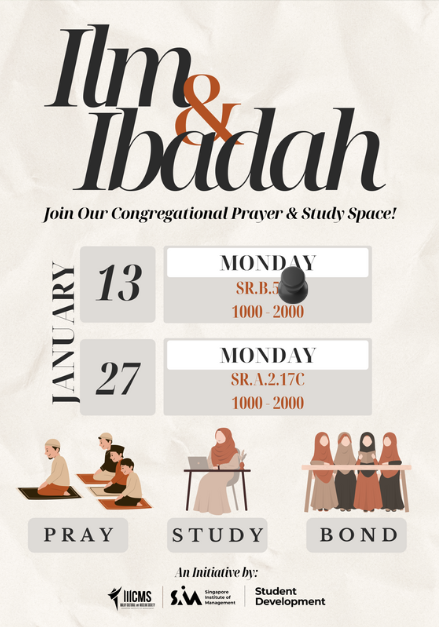 Ilm
&
Ibadah
Join Our Congregational Prayer & Study Space!
JANUARY
13
MONDAY
1000 - 2000
27
MONDAY
SR.A.2.17C
1000 - 2000
PRAY
STUDY
BOND
An Initiative by:
IIICMS
SIM
Singapore
Institute of
Management
Student
Development